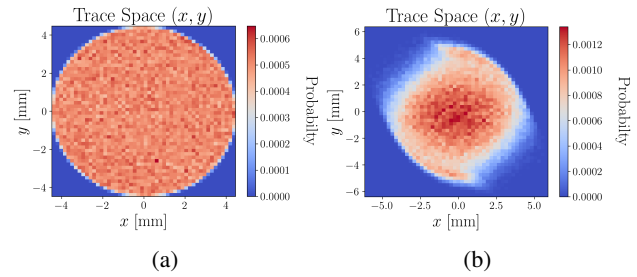 Trace Space (x, y)
y [mm]
4
2
0
−2
−4
−4 −2 0 2 4
x [mm]
0.0006
0.0005
0.0004
0.0003
0.0002
0.0001
0.0000
Probabilty
(a)
Trace Space (x, y)
y [mm]
6
4
2
0
−2
−4
−6
−5.0 −2.5 0.0 2.5 5.0
x [mm]
0.0012
0.0010
0.0008
0.0006
0.0004
0.0002
0.0000
Probabilty
(b)